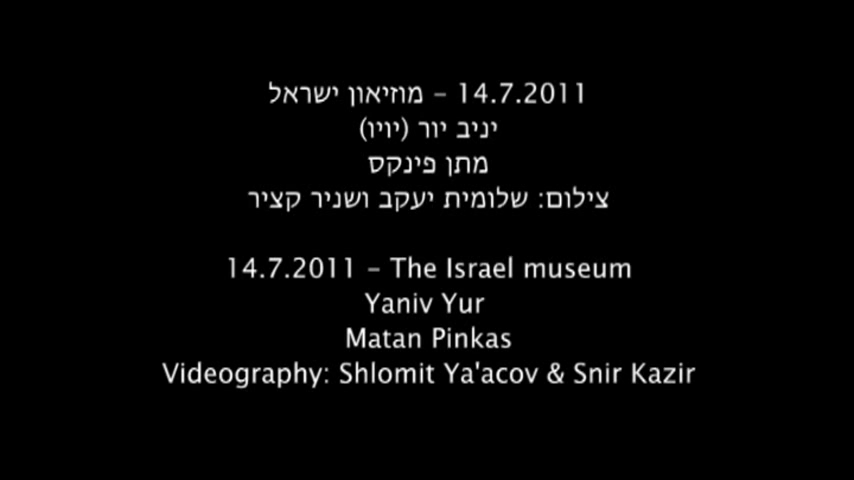 14.7.2011 – מוזיאון ישראל
יניב יור (יויו)
מתן פינקס
צילום: שלומית יעקב ושניר קציר
14.7.2011 – The Israel museum
Yaniv Yur
Matan Pinkas
Videography: Shlomit Ya'acov & Snir Kazir